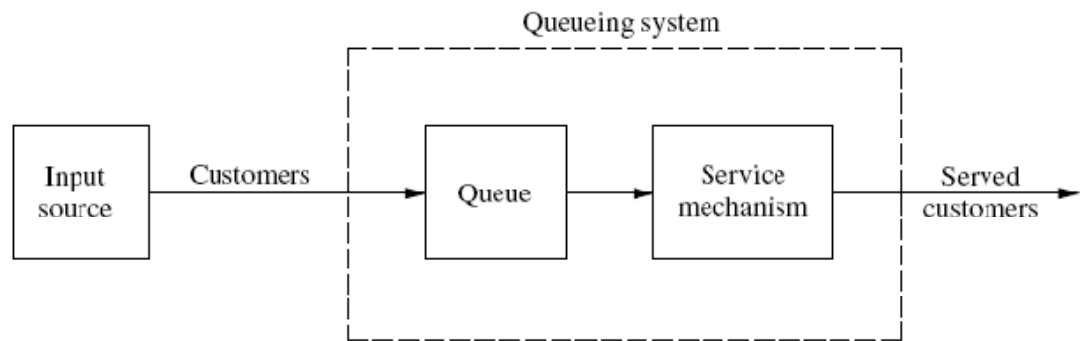 Queueing system
Input
source
Customers
Queue
Service
mechanism
Served
customers